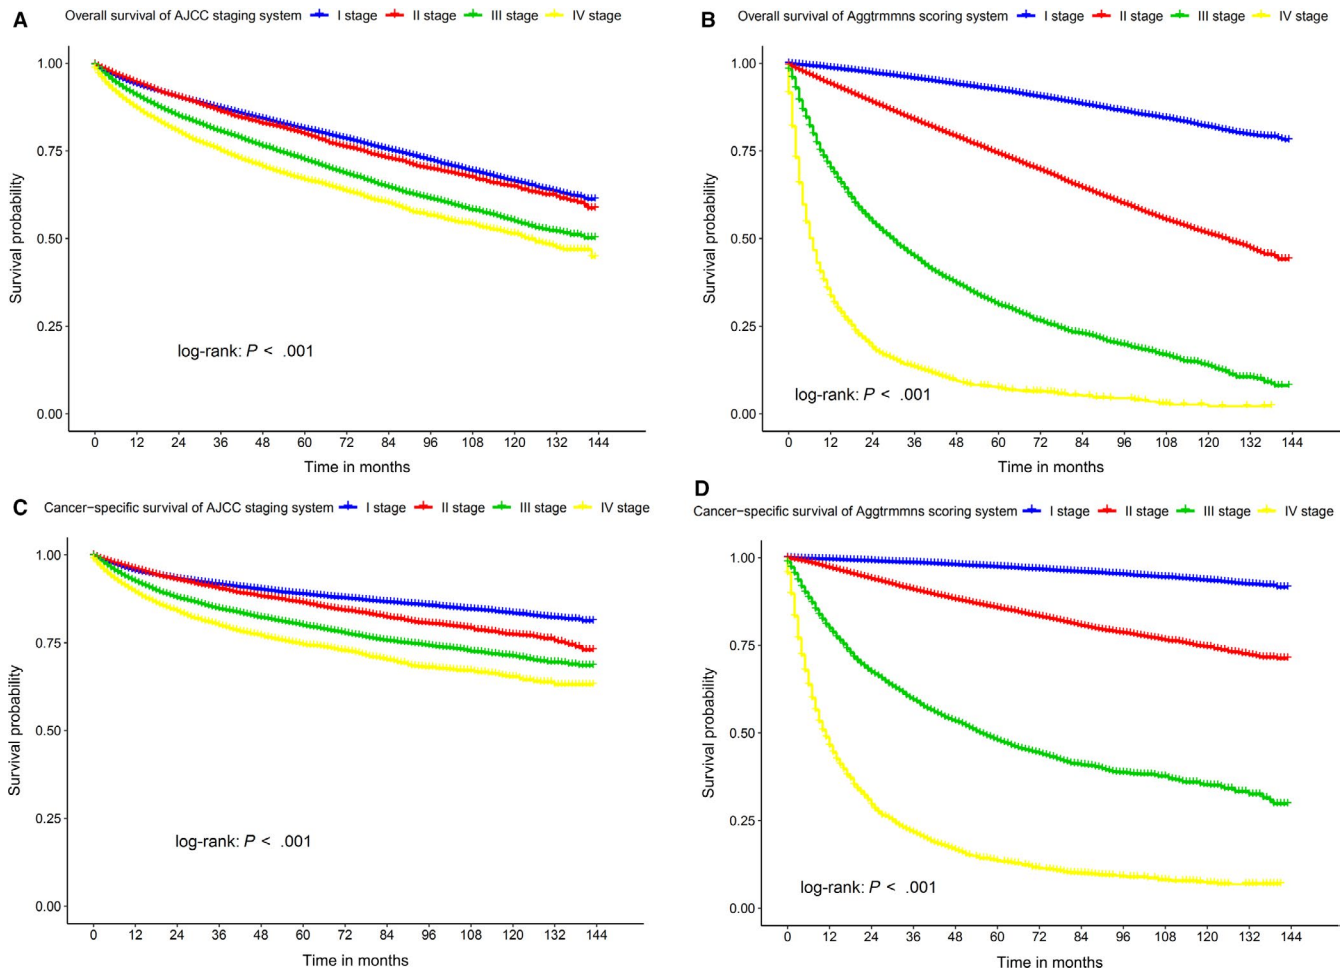 A Overall survival of AJCC staging system I stage II stage III stage IV stage
1.00
0.75
0.50
0.25
0.00
Survival probability
log-rank: P < .001
0 12 24 36 48 60 72 84 96 108 120 132 144
Time in months
B Overall survival of Aggtrmmns scoring system I stage II stage III stage IV stage
1.00
0.75
0.50
0.25
0.00
Survival probability
log-rank: P < .001
0 12 24 36 48 60 72 84 96 108 120 132 144
Time in months
C Cancer-specific survival of AJCC staging system I stage II stage III stage IV stage
1.00
0.75
0.50
0.25
0.00
Survival probability
log-rank: P < .001
0 12 24 36 48 60 72 84 96 108 120 132 144
Time in months
D
Cancer-specific survival of Aggtrmmns scoring system I stage II stage III stage IV stage
1.00
0.75
0.50
0.25
0.00
Survival probability
log-rank: P < .001
0 12 24 36 48 60 72 84 96 108 120 132 144
Time in months